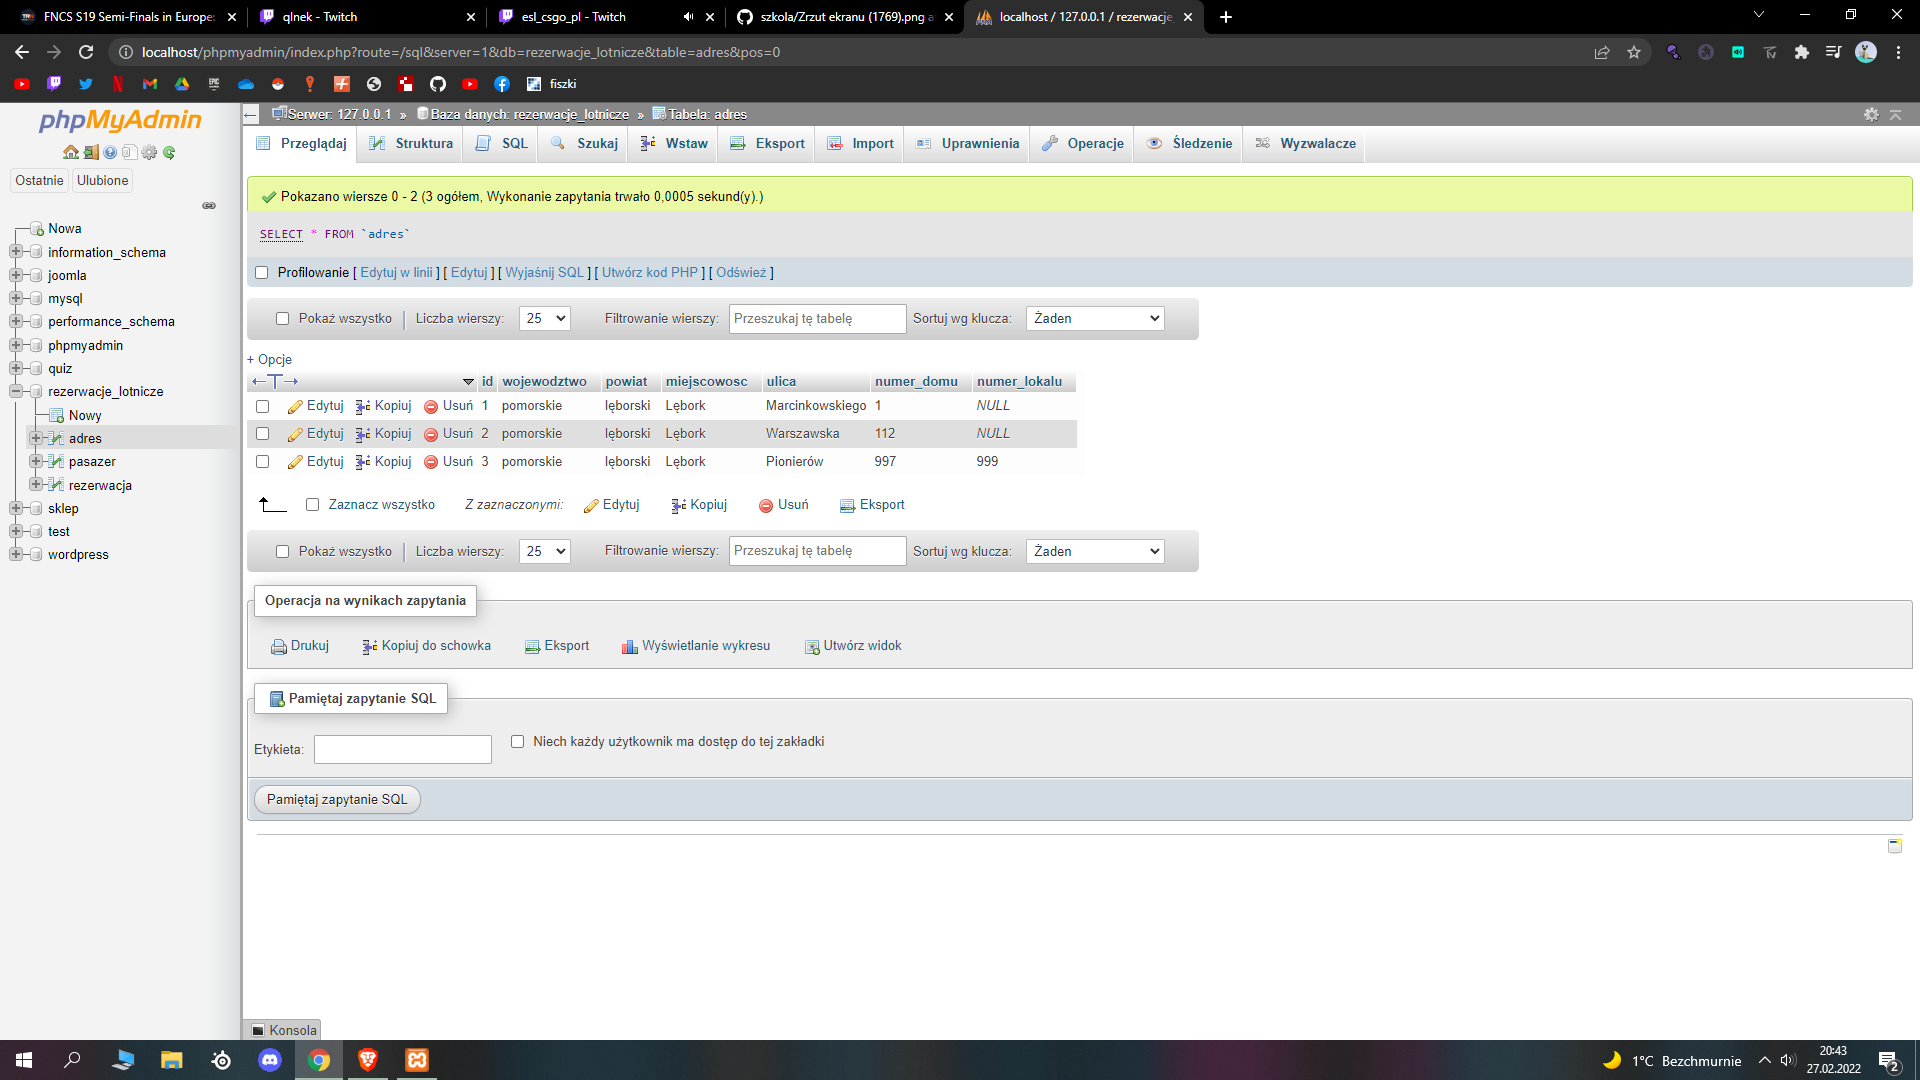 FNCS S19 Semi-Finals in Europe:
qlnek - Twitch
esl_csgo_pl - Twitch
szkola/Zrzut ekranu (1769).png a
localhost / 127.0.0.1 / rezerwacje
localhost/phpmyadmin/index.php?route=/sql&server=1&db=rezerwacje_lotnicze&table=adres&pos=0
fiszki
phpMyAdmin
Ostatnie Ulubione
Nowa
information_schema
joomla
mysql
performance_schema
phpmyadmin
quiz
rezerwacje_lotnicze
Nowy
adres
pasazer
rezerwacja
sklep
test
wordpress
Serwer: 127.0.0.1 » Baza danych: rezerwacje_lotnicze » Tabela: adres
Przeglądaj Struktura SQL Szukaj Wstaw Eksport Import Uprawnienia Operacje Śledzenie Wyzwalacze
Pokazano wiersze 0 - 2 (3 ogółem, Wykonanie zapytania trwało 0,0005 sekund(y).)
SELECT * FROM `adres`
Profilowanie [ Edytuj w linii ] [ Edytuj ] [ Wyjaśnij SQL ] [ Utwórz kod PHP ] [ Odśwież ]
Pokaż wszystko | Liczba wierszy: 25 Filtrowanie wierszy: Przeszukaj tę tabelę Sortuj wg klucza: Żaden
+ Opcje
←T→ id wojewodztwo powiat miejscowosc ulica numer_domu numer_lokalu
Edytuj Kopiuj Usuń 1 pomorskie lęborski Lębork Marcinkowskiego 1 NULL
Edytuj Kopiuj Usuń 2 pomorskie lęborski Lębork Warszawska 112 NULL
Edytuj Kopiuj Usuń 3 pomorskie lęborski Lębork Pionierów 997 999
Zaznacz wszystko Z zaznaczonymi: Edytuj Kopiuj Usuń Eksport
Pokaż wszystko | Liczba wierszy: 25 Filtrowanie wierszy: Przeszukaj tę tabelę Sortuj wg klucza: Żaden
Operacja na wynikach zapytania
Drukuj Kopiuj do schowka Eksport Wyświetlanie wykresu Utwórz widok
Pamiętaj zapytanie SQL
Etykieta: Niech każdy użytkownik ma dostęp do tej zakładki
Pamiętaj zapytanie SQL
Konsola
1°C Bezchmurnie
20:43
27.02.2022
2